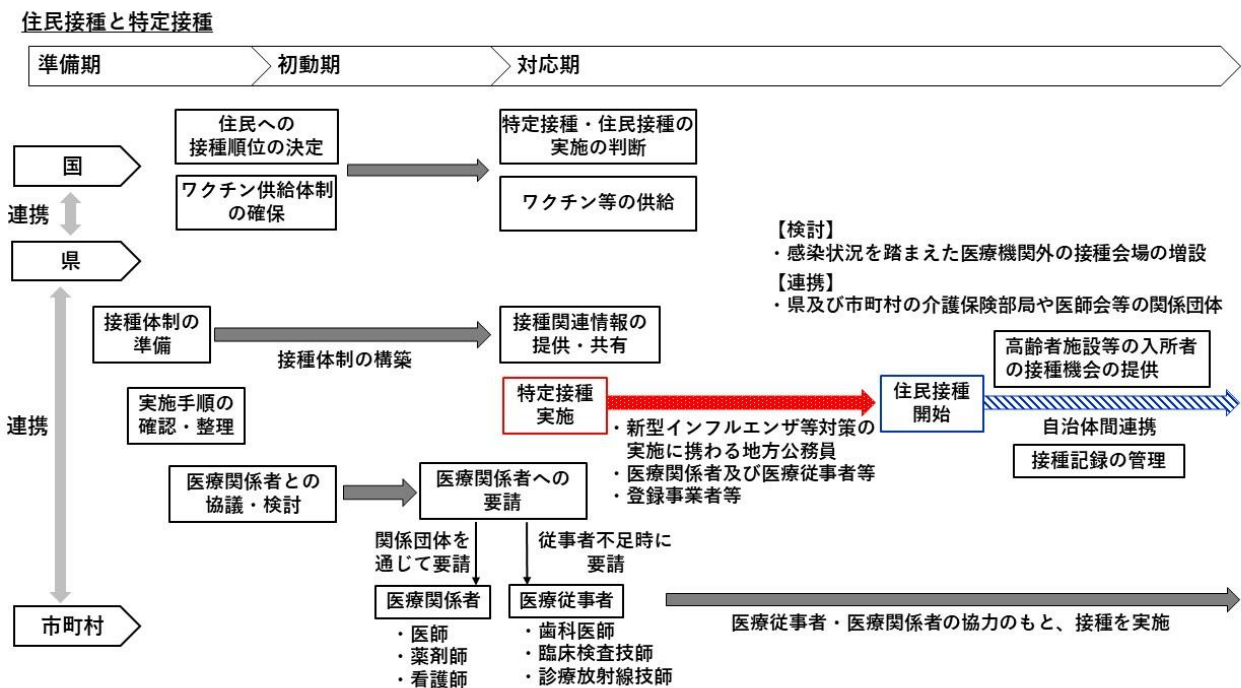 住民接種と特定接種
準備期
初動期
対応期
国
住民への
接種順位の決定
ワクチン供給体制
の確保
特定接種・住民接種の
実施の判断
ワクチン等の供給
連携
県
【検討】
・感染状況を踏まえた医療機関外の接種会場の増設
【連携】
・県及び市町村の介護保険部局や医師会等の関係団体
接種体制の
準備
接種体制の構築
接種関連情報の
提供・共有
高齢者施設等の入所者
の接種機会の提供
実施手順の
確認・整理
特定接種
実施
住民接種
開始
・新型インフルエンザ等対策の
実施に携わる地方公務員
・医療関係者及び医療従事者等
・登録事業者等
自治体間連携
接種記録の管理
連携
医療関係者との
協議・検討
医療関係者への
要請
関係団体を
通じて要請
従事者不足時に
要請
医療関係者
・医師
・薬剤師
・看護師
医療従事者
・歯科医師
・臨床検査技師
・診療放射線技師
市町村
医療従事者・医療関係者の協力のもと、接種を実施